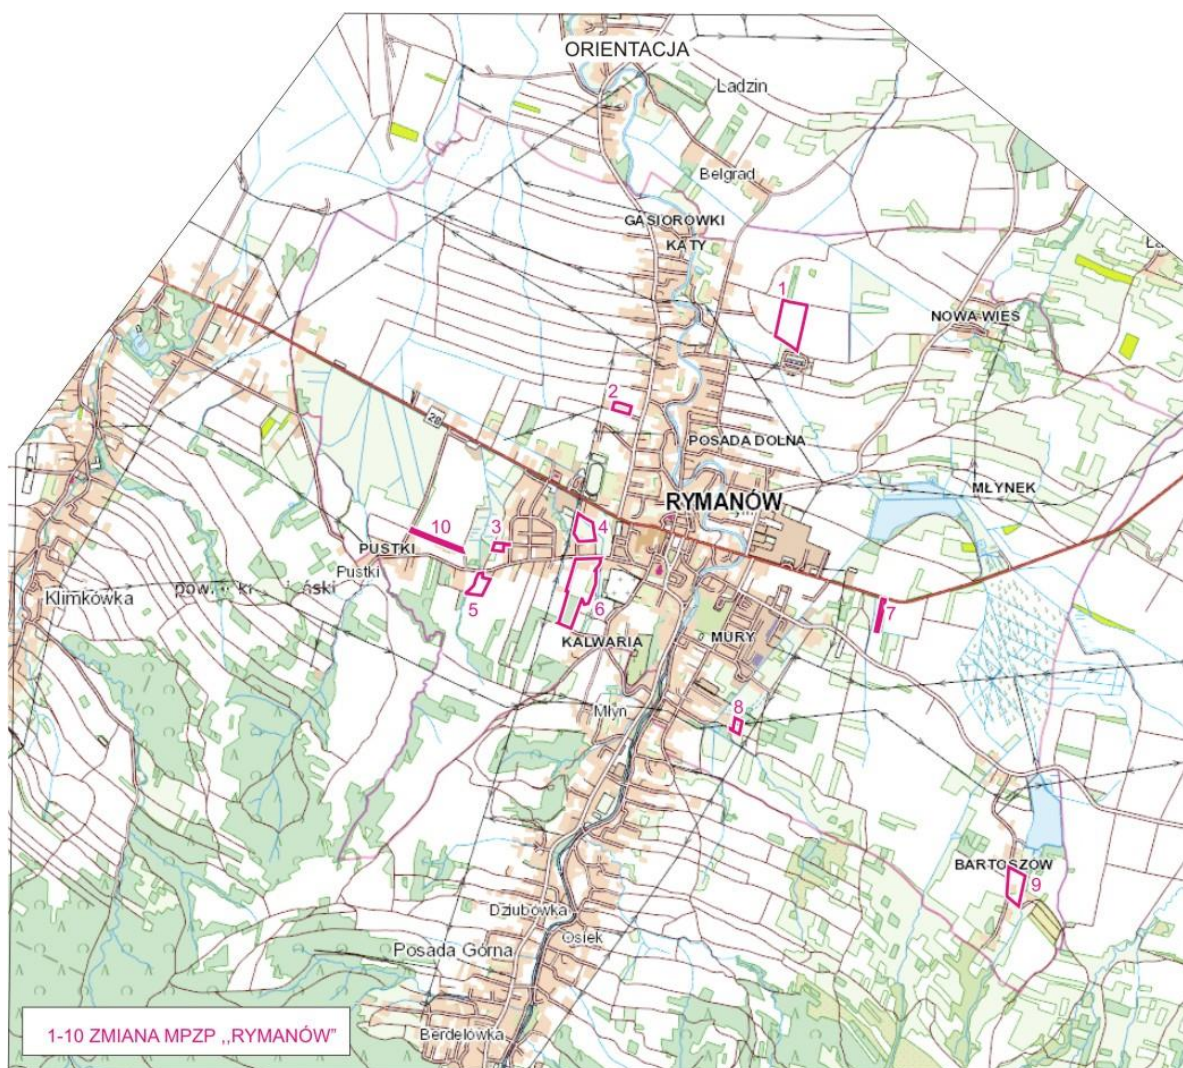 ORIENTACJA
Ladzin
Belgrad
GĄSIORÓWKI
KĄTY
1
NOWA WIEŚ
28
2
POSADA DOLNA
RYMANÓW
MŁYNEK
10
3
4
PUSTKI
Pustki
5
6
7
Klimkówka
KALWARIA
MURY
Młyn
8
BARTOSZÓW
9
Dziubówka
Osiek
Posada Górna
Berdelówka
1-10 ZMIANA MPZP ,,RYMANÓW"